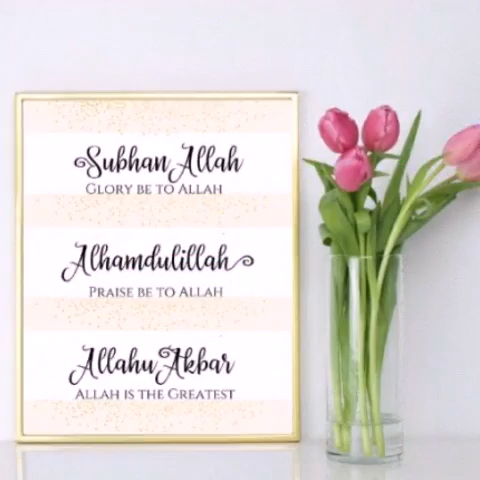 Subhan Allah
Glory be to Allah
Alhamdulillah
Praise be to Allah
Allahu Akbar
Allah is the Greatest